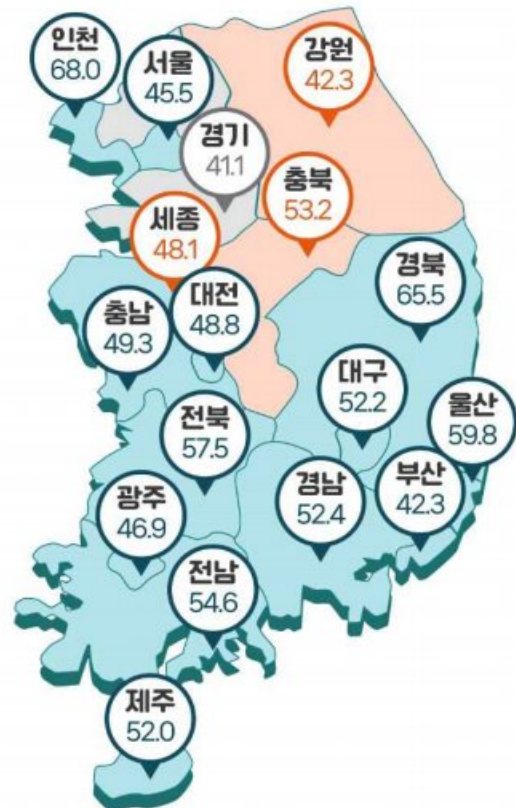 인천
68.0
서울
45.5
강원
42.3
경기
41.1
충북
53.2
세종
48.1
경북
65.5
대전
48.8
충남
49.3
대구
52.2
울산
59.8
전북
57.5
경남
52.4
부산
42.3
광주
46.9
전남
54.6
제주
52.0